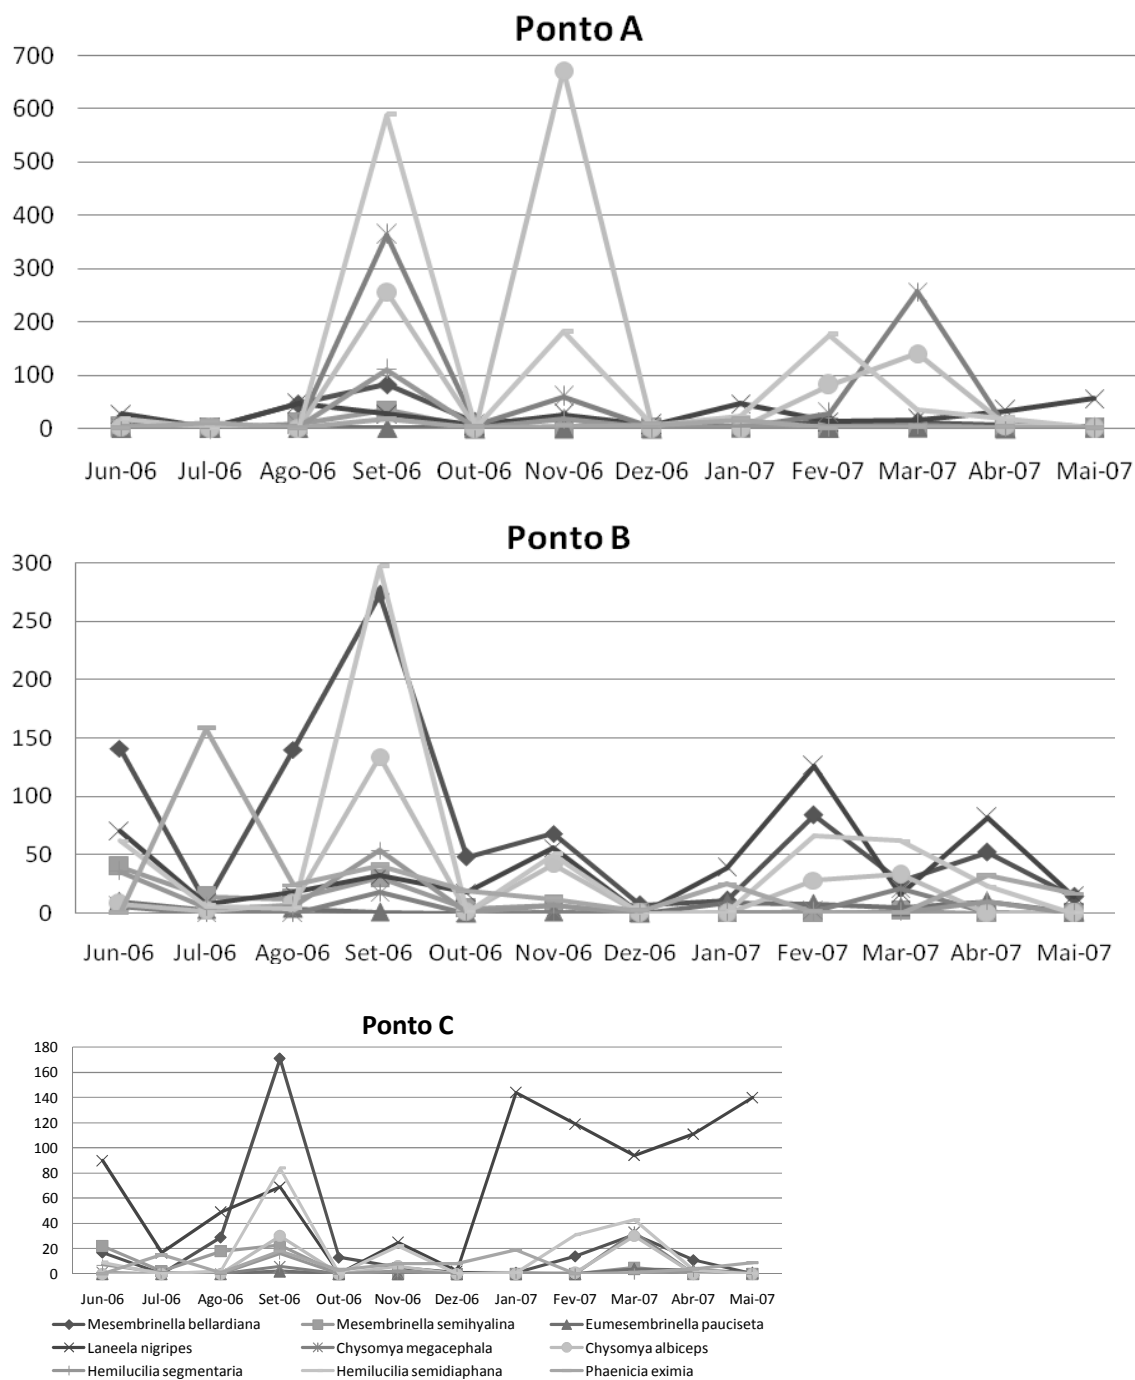 Ponto A
700
600
500
400
300
200
100
0
Jun-06 Jul-06 Ago-06 Set-06 Out-06 Nov-06 Dez-06 Jan-07 Fev-07 Mar-07 Abr-07 Mai-07
Ponto B
300
250
200
150
100
50
0
Jun-06 Jul-06 Ago-06 Set-06 Out-06 Nov-06 Dez-06 Jan-07 Fev-07 Mar-07 Abr-07 Mai-07
Ponto C
180
160
140
120
100
80
60
40
20
0
Jun-06 Jul-06 Ago-06 Set-06 Out-06 Nov-06 Dez-06 Jan-07 Fev-07 Mar-07 Abr-07 Mai-07
Mesembrinella bellardiana Mesembrinella semihyalina Eumesembrinella pauciseta
Laneela nigripes Chysomya megacephala Chysomya albiceps
Hemilucilia segmentaria Hemilucilia semidiaphana Phaenicia eximia